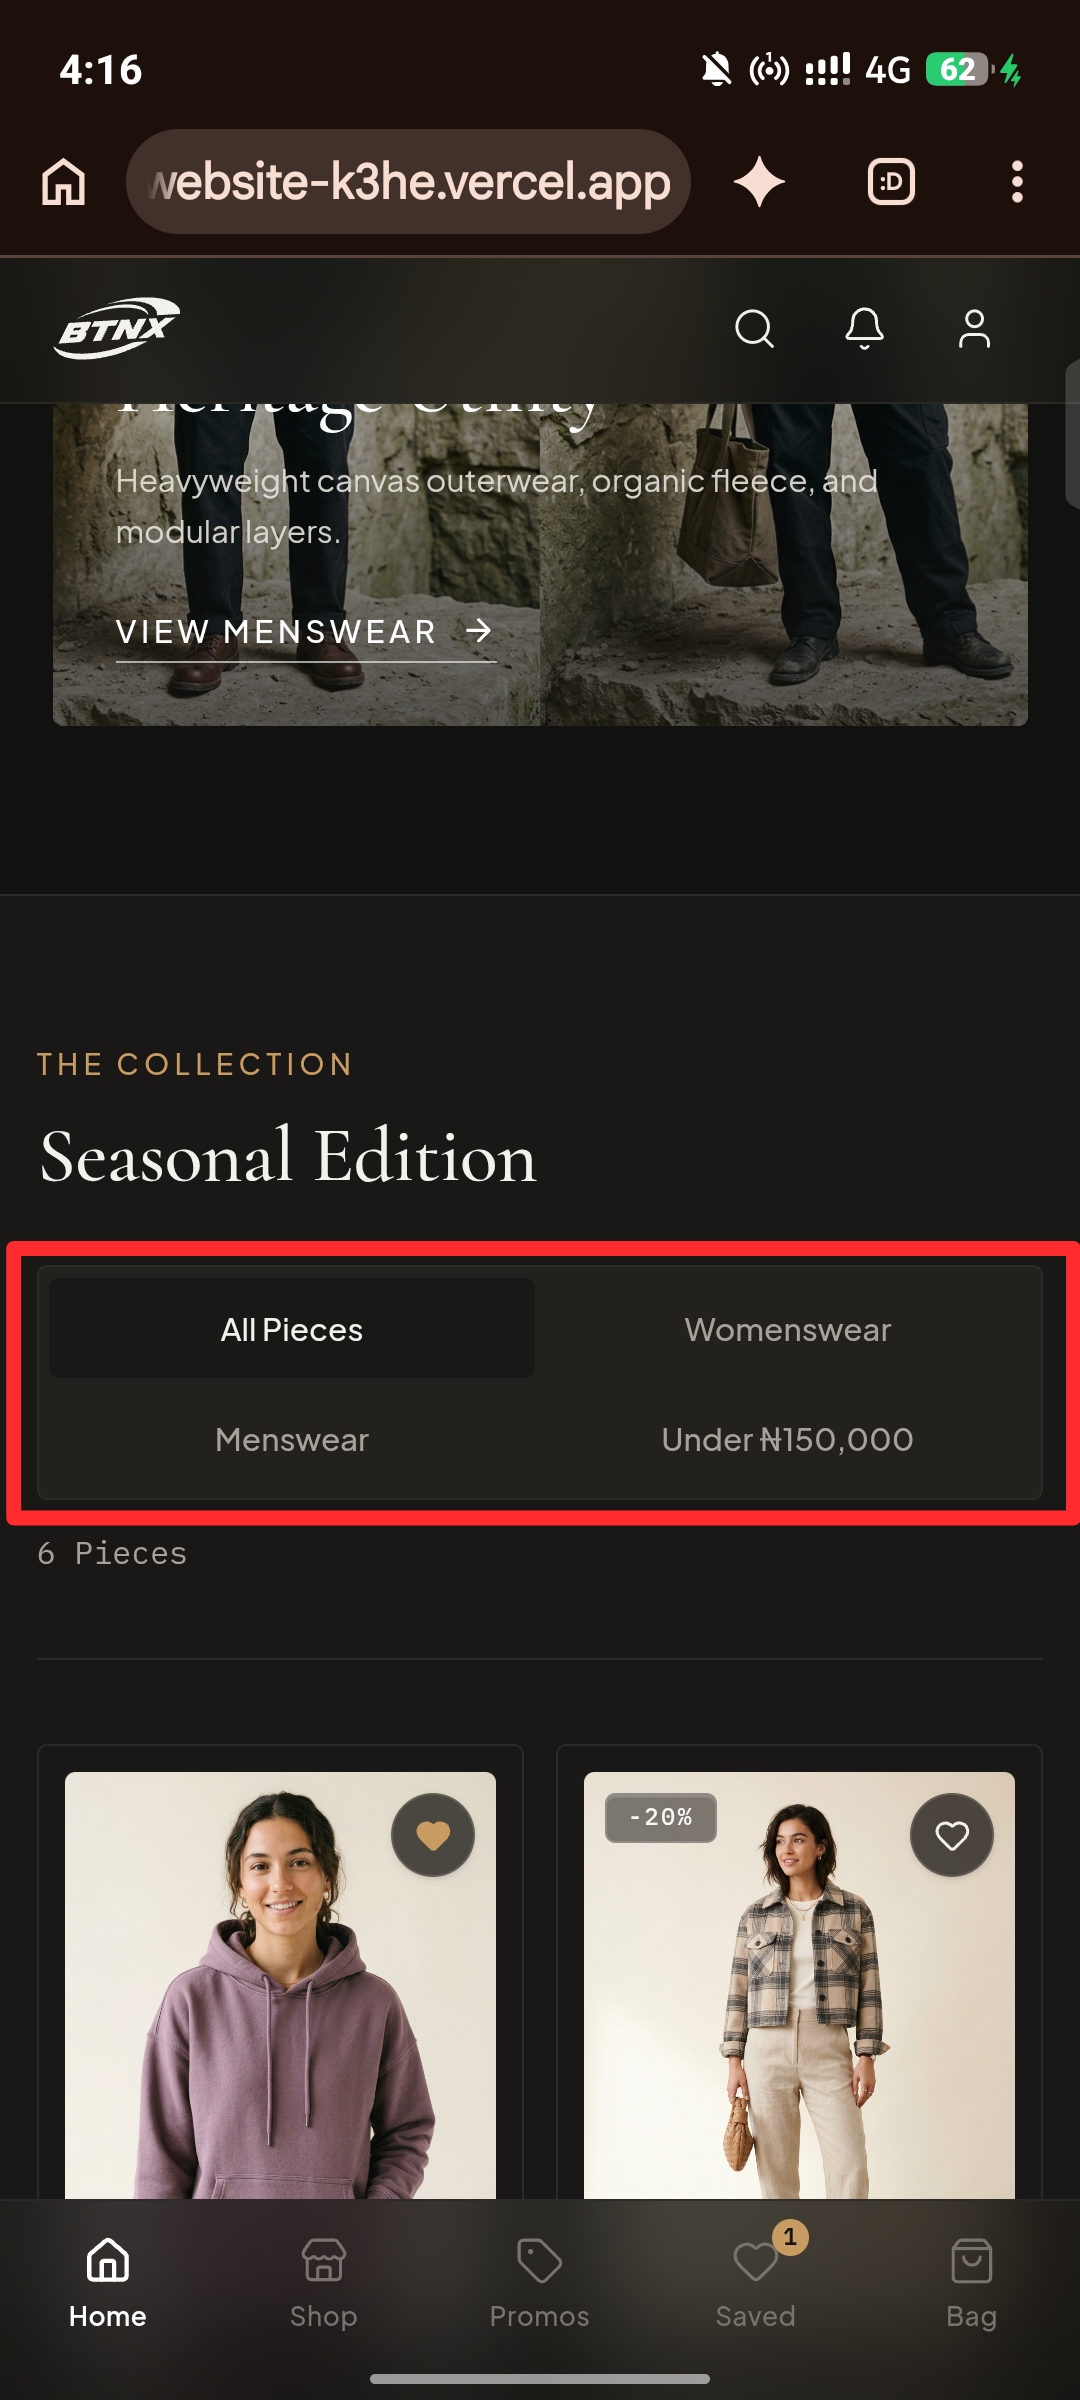 4:16
4G
62
website-k3he.vercel.app
:D
BTNX
Heritage Utility
Heavyweight canvas outerwear, organic fleece, and
modular layers.
VIEW MENSWEAR →
THE COLLECTION
Seasonal Edition
All Pieces
Womenswear
Menswear
Under ₦150,000
6 Pieces
-20%
1
Home
Shop
Promos
Saved
Bag